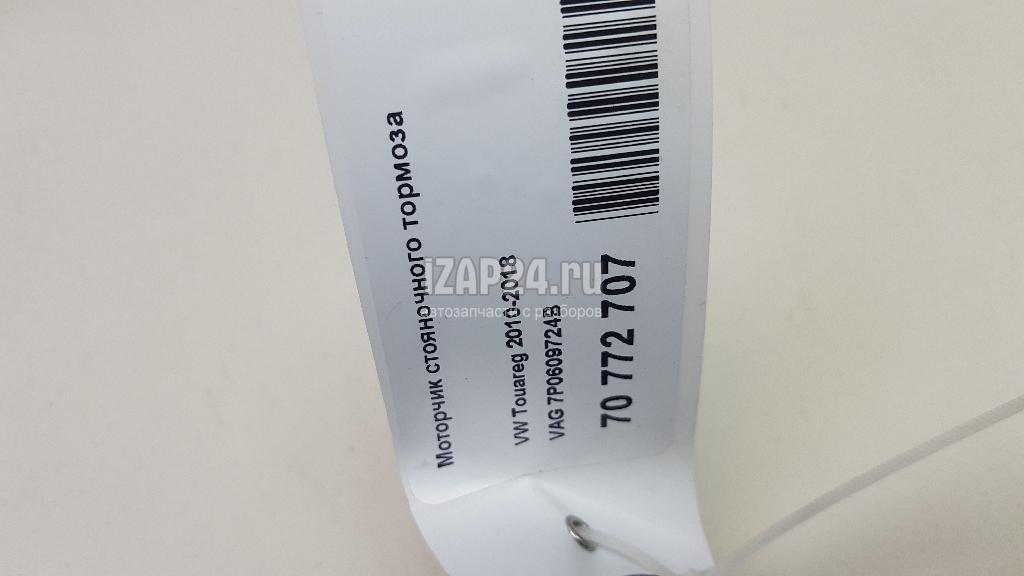 Моторчик стояночного тормоза
VW Touareg 2010-2018
VAG 7P0609724B
70 772 707
iZAP24.ru
автозапчасти с разборов